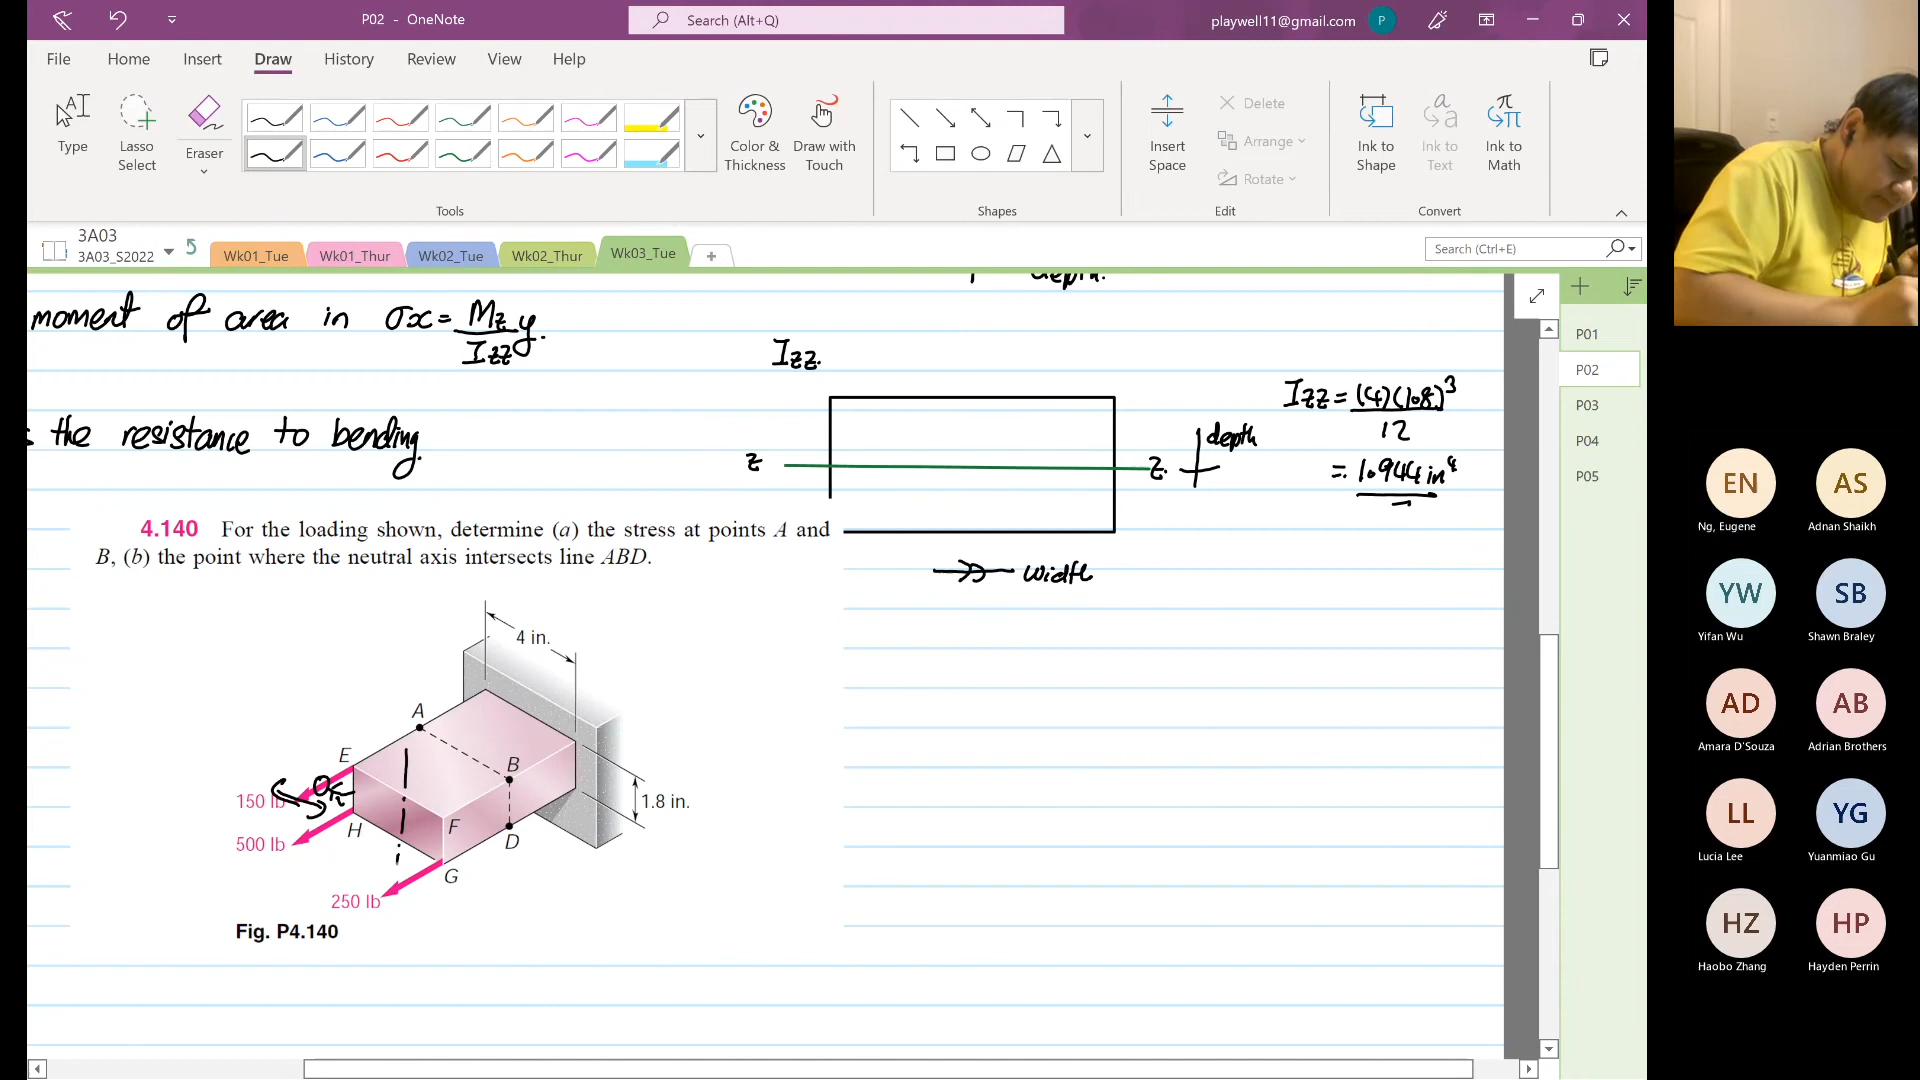 P02 - OneNote
Search (Alt+Q)
playwell11@gmail.com
P
File Home Insert Draw History Review View Help
Type
Lasso Select
Eraser
Color & Thickness
Draw with Touch
Insert Space
Delete
Arrange
Rotate
Ink to Shape
Ink to Text
Ink to Math
Tools
Shapes
Edit
Convert
3A03
3A03_S2022
Wk01_Tue
Wk01_Thur
Wk02_Tue
Wk02_Thur
Wk03_Tue
Search (Ctrl+E)
P01
P02
P03
P04
P05
depth.
moment of area in σx = Mz/Izz y.
Izz.
the resistance to bending.
z
z.
depth
width
Izz = (4)(1.8)^3
12
= 1.944 in^4
4.140 For the loading shown, determine (a) the stress at points A and
B, (b) the point where the neutral axis intersects line ABD.
4 in.
A
E
B
150 lb
1.8 in.
H
F
D
500 lb
G
250 lb
Fig. P4.140
EN
Ng, Eugene
AS
Adnan Shaikh
YW
Yifan Wu
SB
Shawn Braley
AD
Amara D'Souza
AB
Adrian Brothers
LL
Lucia Lee
YG
Yuanmiao Gu
HZ
Haobo Zhang
HP
Hayden Perrin